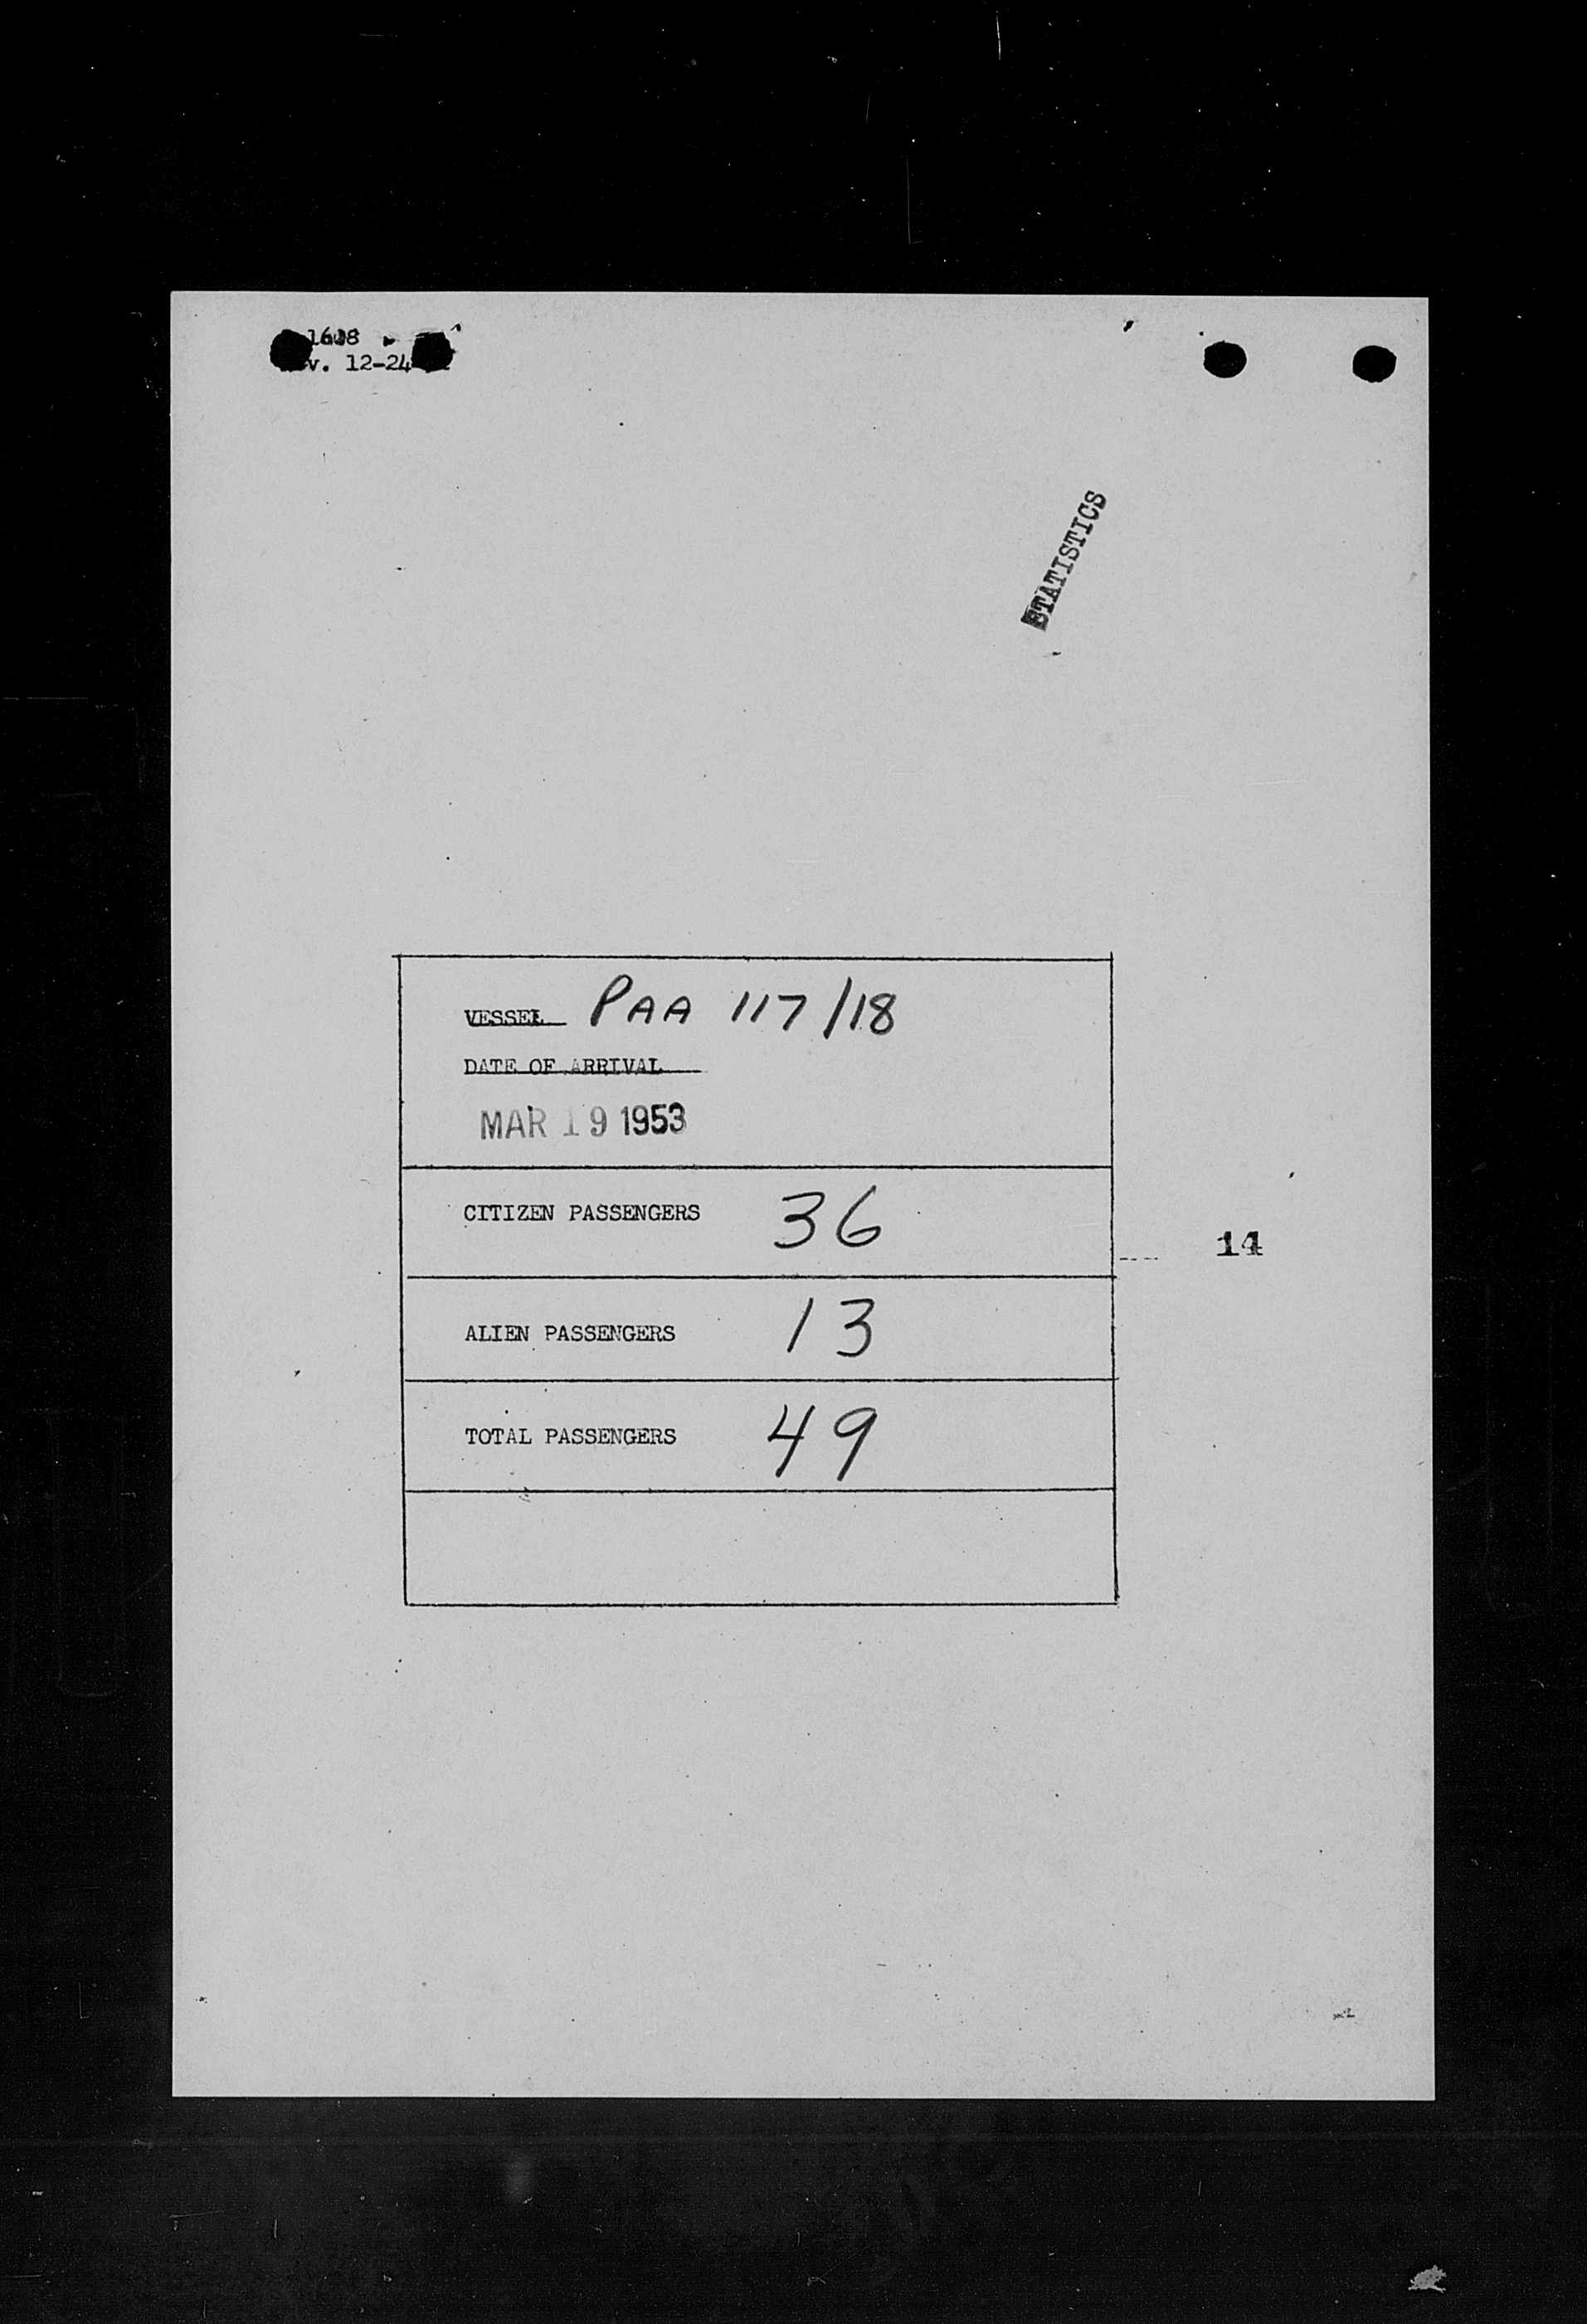 v. 12-24
STATISTICS
VESSEL PAA 117/18
DATE OF ARRIVAL
MAR 19 1953
CITIZEN PASSENGERS 36
14
ALIEN PASSENGERS 13
TOTAL PASSENGERS 49